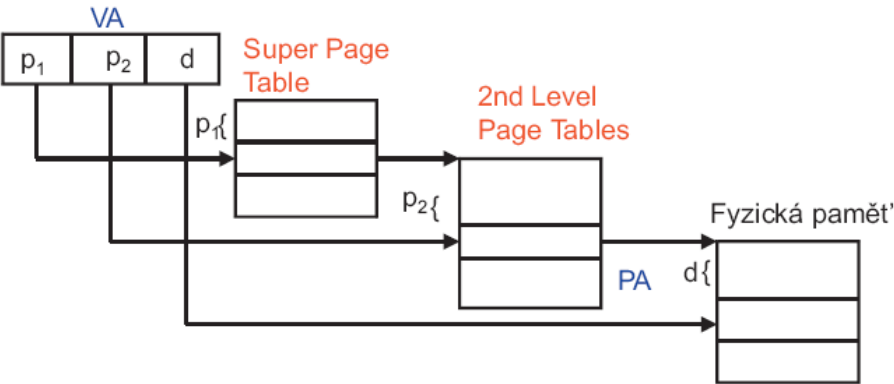 VA
p₁ p₂ d
Super Page
Table
p₁{
2nd Level
Page Tables
p₂{
Fyzická paměť
PA
d{